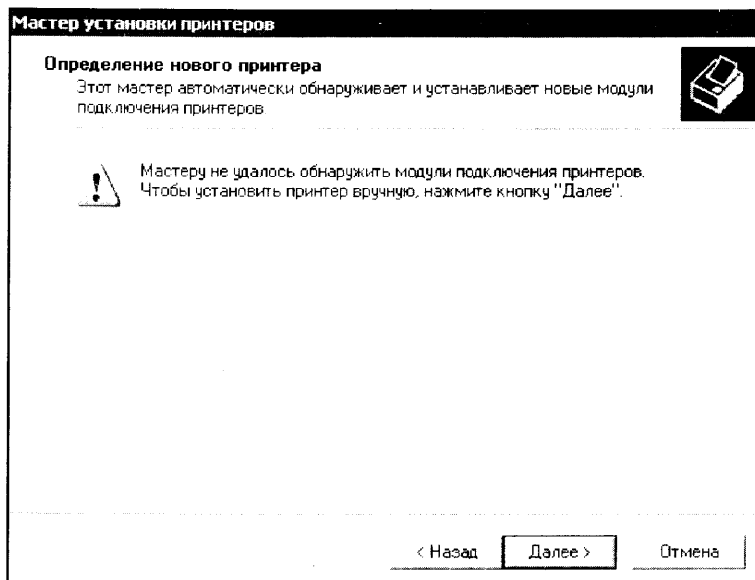 Мастер установки принтеров
Определение нового принтера
Этот мастер автоматически обнаруживает и устанавливает новые модули
подключения принтеров
Мастеру не удалось обнаружить модули подключения принтеров.
Чтобы установить принтер вручную, нажмите кнопку "Далее".
< Назад
Далее >
Отмена